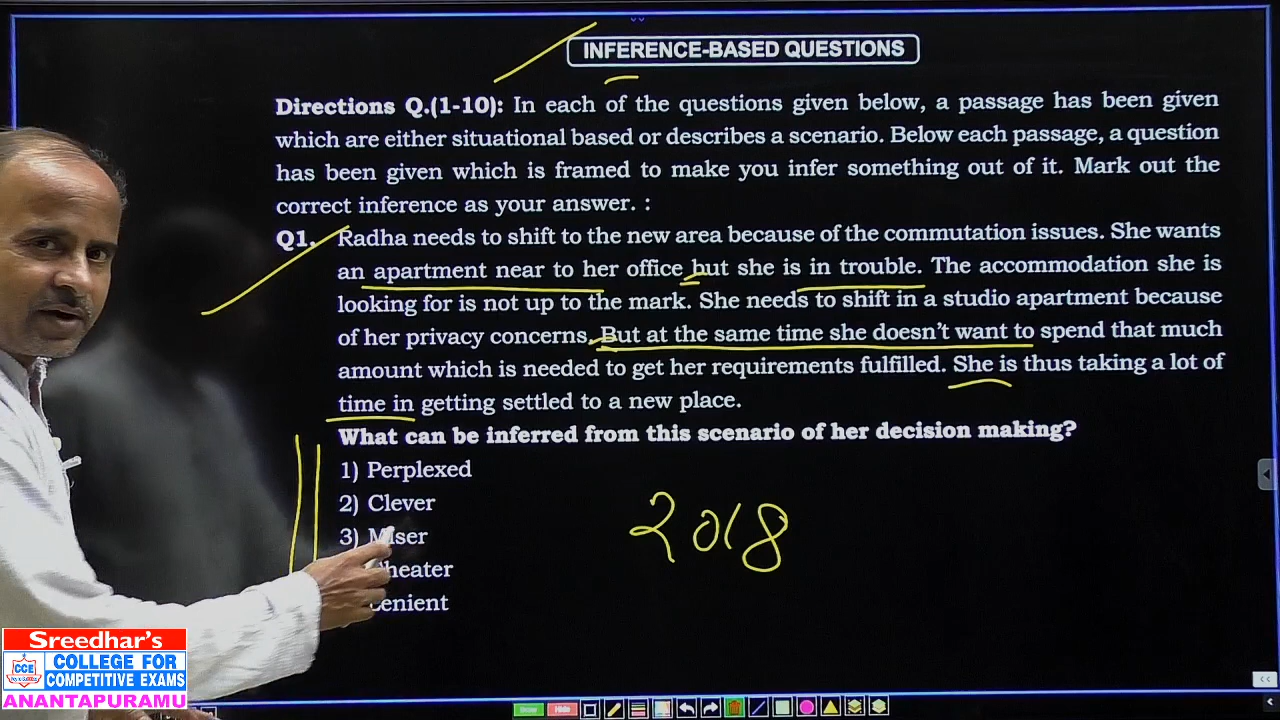 INFERENCE-BASED QUESTIONS
Directions Q.(1-10): In each of the questions given below, a passage has been given
which are either situational based or describes a scenario. Below each passage, a question
has been given which is framed to make you infer something out of it. Mark out the
correct inference as your answer. :
Q1. Radha needs to shift to the new area because of the commutation issues. She wants
an apartment near to her office but she is in trouble. The accommodation she is
looking for is not up to the mark. She needs to shift in a studio apartment because
of her privacy concerns. But at the same time she doesn't want to spend that much
amount which is needed to get her requirements fulfilled. She is thus taking a lot of
time in getting settled to a new place.
What can be inferred from this scenario of her decision making?
1) Perplexed
2) Clever
3) Miser
Cheater
Lenient
2018
Sreedhar's
CCE
COLLEGE FOR
COMPETITIVE EXAMS
ANANTAPURAMU